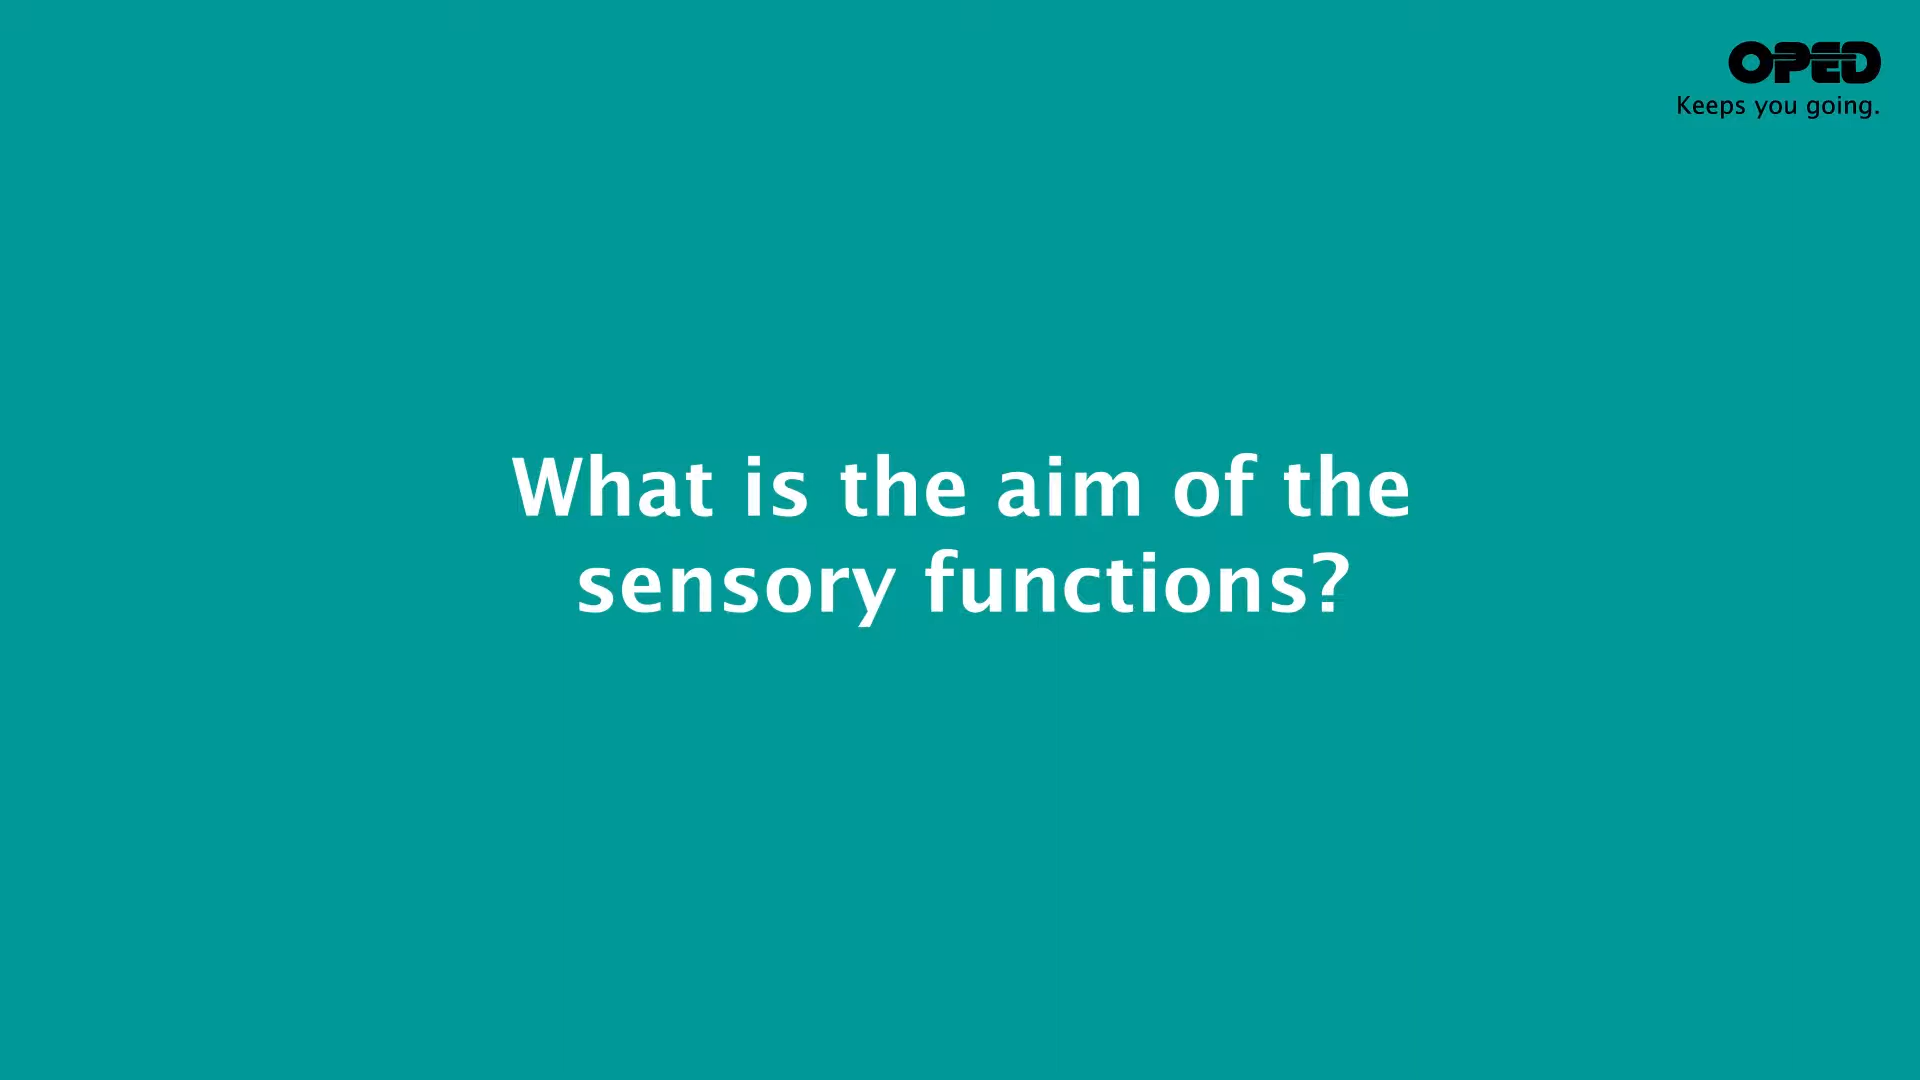 OPED
Keeps you going.
What is the aim of the
sensory functions?